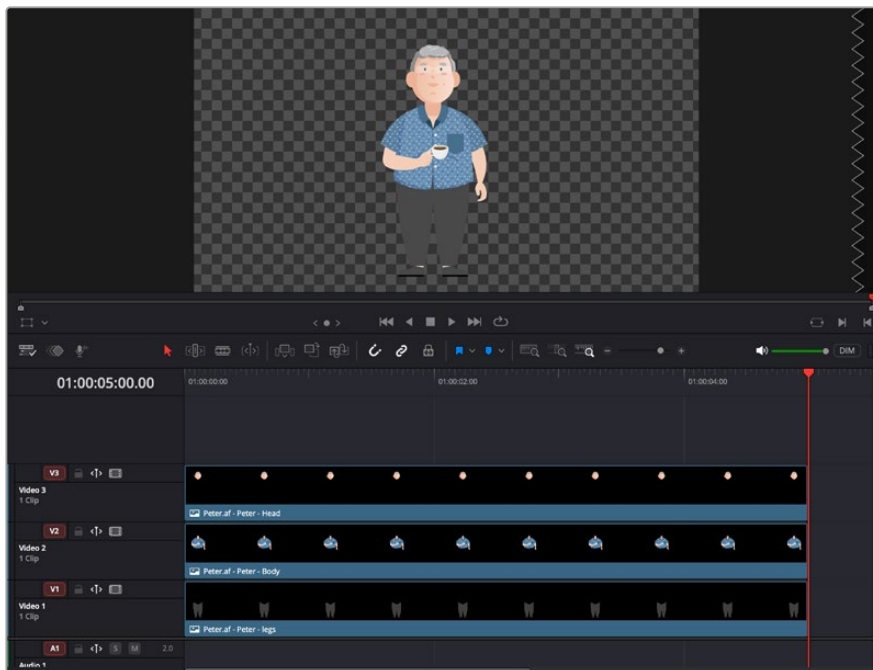 DIM
01:00:05:00.00
01:00:00:00
01:00:02:00
01:00:04:00
V3
Video 3
1 Clip
Peter.af - Peter - Head
V2
Video 2
1 Clip
Peter.af - Peter - Body
V1
Video 1
1 Clip
Peter.af - Peter - legs
A1 S M 2.0
Audio 1